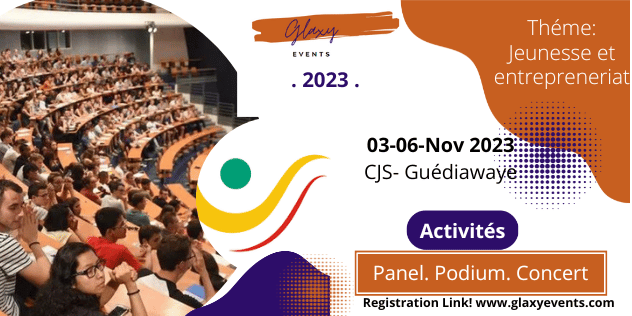 Glaxy
EVENTS
. 2023 .
Théme:
Jeunesse et
entrepreneriat
03-06-Nov 2023
CJS- Guédiawaye
Activités
Panel. Podium. Concert
Registration Link! www.glaxyevents.com